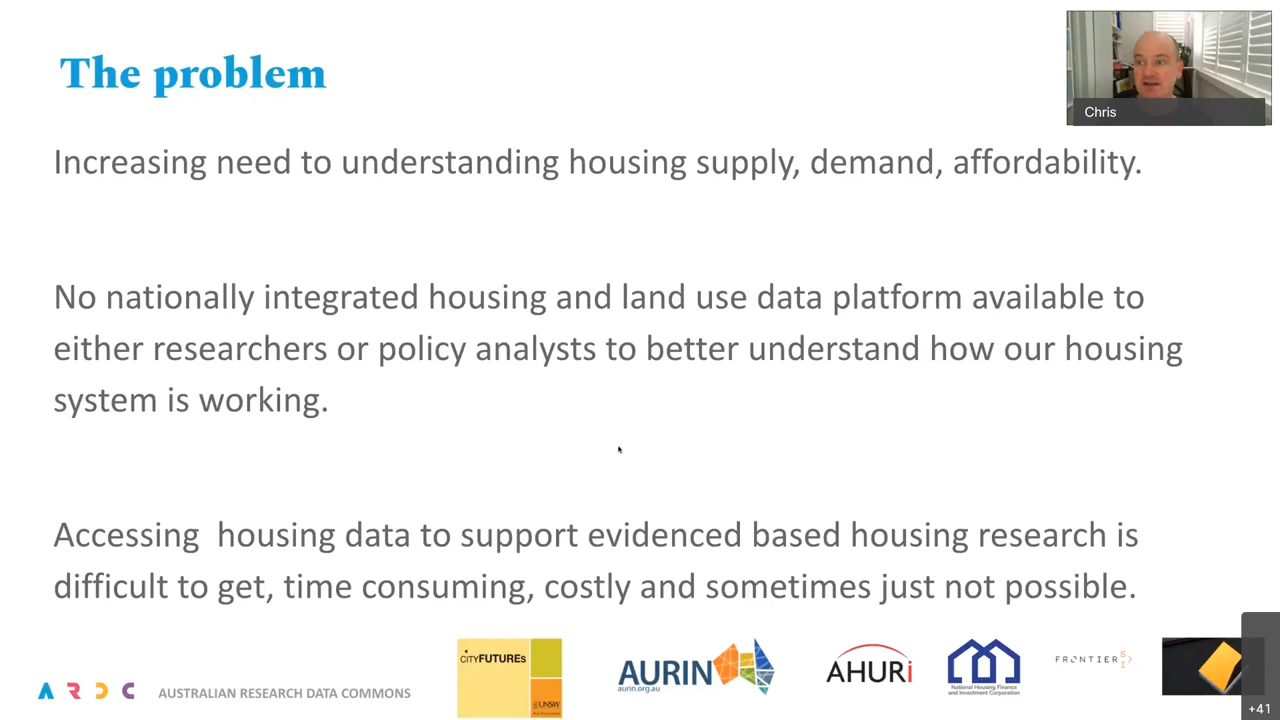 The problem
Chris
Increasing need to understanding housing supply, demand, affordability.
No nationally integrated housing and land use data platform available to
either researchers or policy analysts to better understand how our housing
system is working.
Accessing  housing data to support evidenced based housing research is
difficult to get, time consuming, costly and sometimes just not possible.
ARDC
AUSTRALIAN RESEARCH DATA COMMONS
CITYFUTUREs
UNSW
AURIN
aurin.org.au
AHURi
National Housing Finance
and Investment Corporation
FRONTIER SI
+41